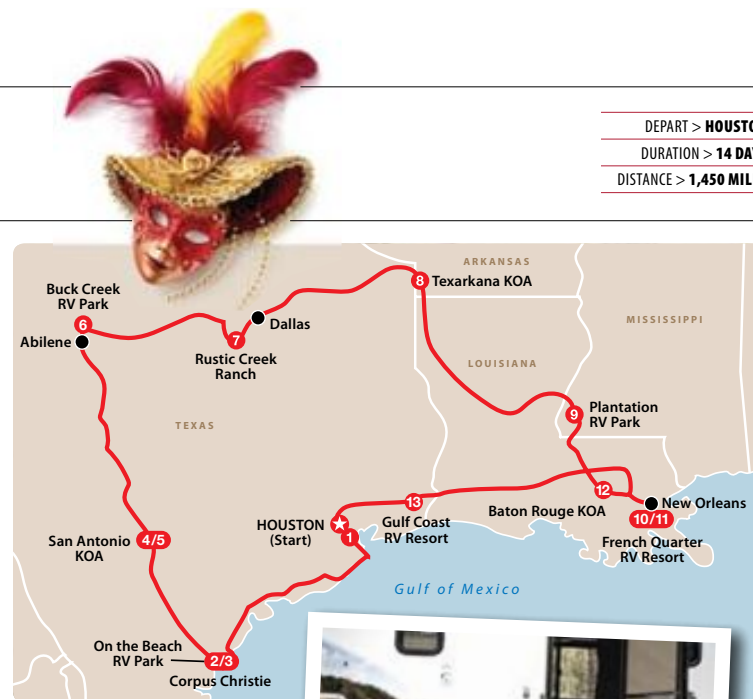 DEPART >
DURATION > 14
DISTANCE > 1,450
ARKANSAS
8 Texarkana KOA
Buck Creek
RV Park
6
Abilene
Dallas
7
Rustic Creek
Ranch
MISSISSIPPI
LOUISIANA
TEXAS
9
Plantation
RV Park
12
Baton Rouge KOA
New Orleans
10/11
French Quarter
RV Resort
13
Gulf Coast
RV Resort
HOUSTON
(Start)
1
San Antonio
KOA
4/5
Gulf of Mexico
On the Beach
RV Park
2/3
Corpus Christie